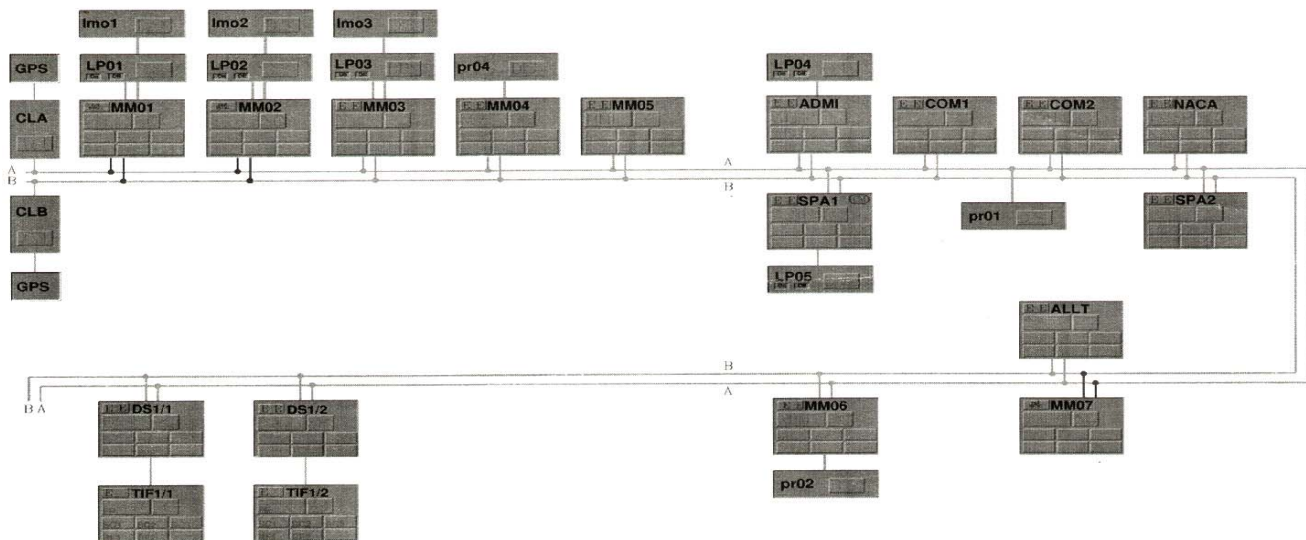 lmo1 lmo2 lmo3
GPS LP01 LP02 LP03 pr04 LP04
CLA MM01 MM02 E E MM03 E E MM04 E E MM05 E E ADMI E E COM1 E E COM2 E E NACA
A A
B B
CLB E E SPA1 pr01 E E SPA2
GPS LP05
E E ALLT
B
B A A
E E DS1/1 E E DS1/2 E E MM06 MM07
E TIF1/1 E TIF1/2 pr02